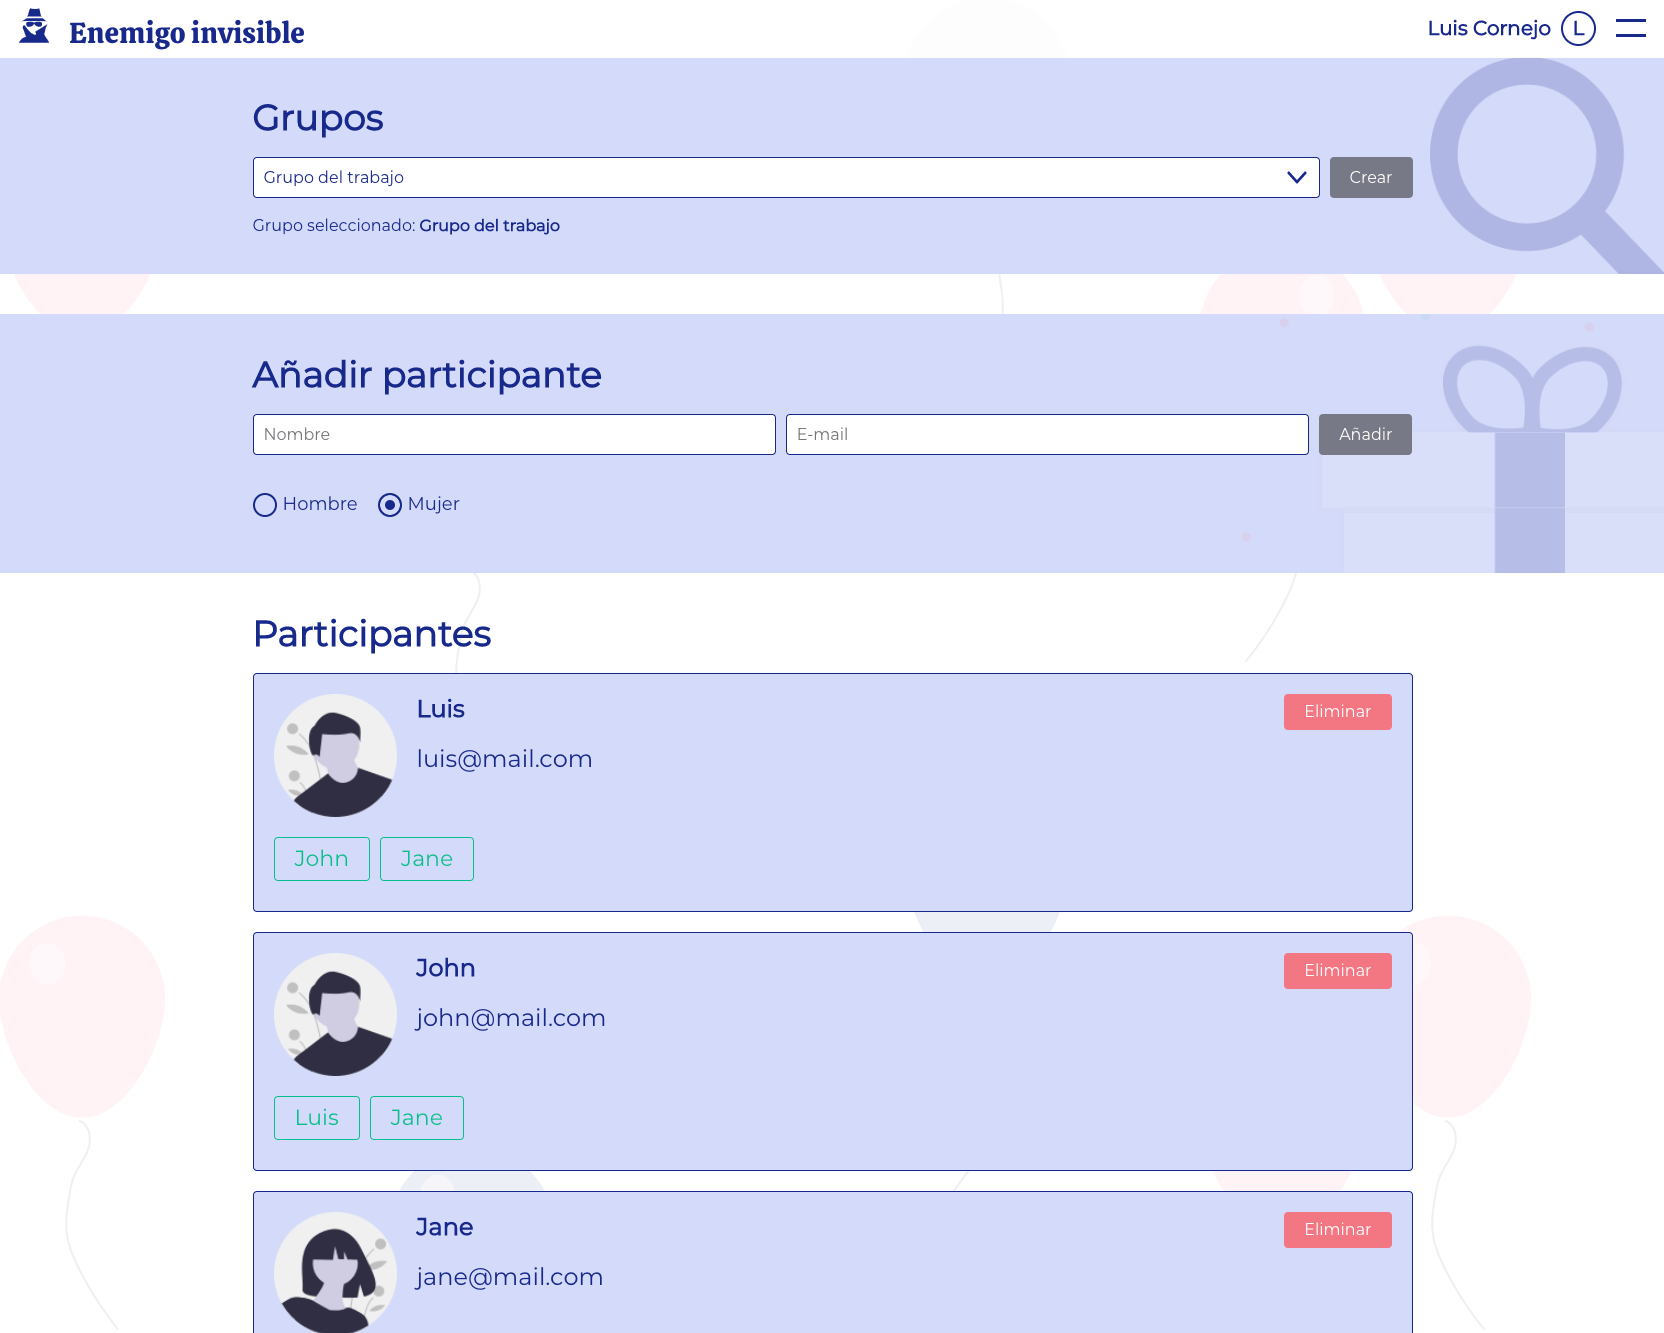 Enemigo invisible
Luis Cornejo L
Grupos
Grupo del trabajo
Crear
Grupo seleccionado: Grupo del trabajo
Añadir participante
Nombre
E-mail
Añadir
Hombre
Mujer
Participantes
Luis
Eliminar
luis@mail.com
John
Jane
John
Eliminar
john@mail.com
Luis
Jane
Jane
Eliminar
jane@mail.com